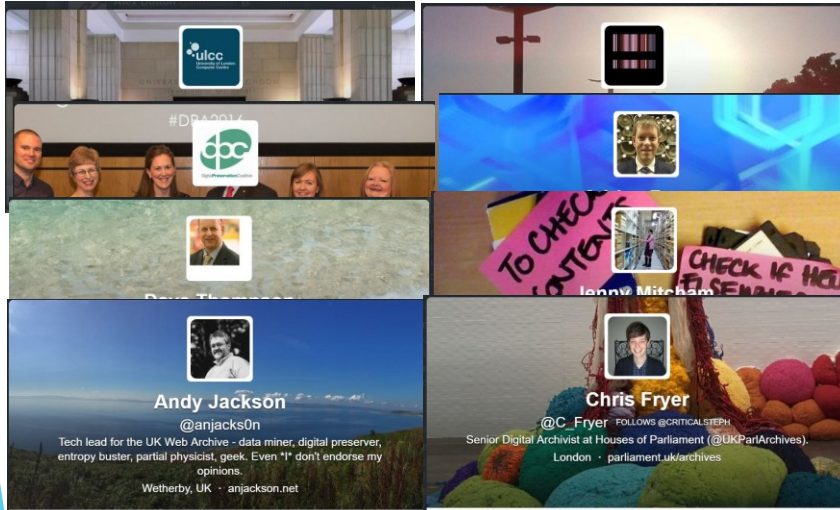 ulcc
University of London
Computer Centre
#DPA2016
dpc
DigitalPreservationCoalition
TO CHECK
CONTENTS
CHECK IF
Jenny Mitcham
Dave Thompson
Andy Jackson
@anjacks0n
Tech lead for the UK Web Archive - data miner, digital preserver,
entropy buster, partial physicist, geek. Even *I* don't endorse my
opinions.
Wetherby, UK · anjackson.net
Chris Fryer
@C_Fryer FOLLOWS @CRITICALSTEPH
Senior Digital Archivist at Houses of Parliament (@UKParlArchives).
London · parliament.uk/archives